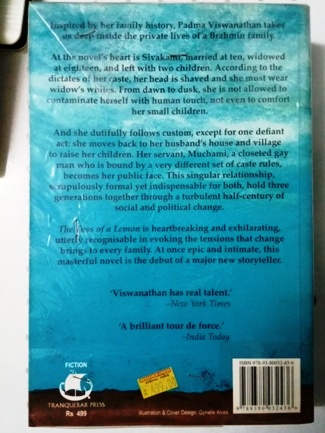 Inspired by her family history, Padma Viswanathan takes
us deep inside the private lives of a Brahmin family...
At the novel's heart is Sivakami, married at ten, widowed
at eighteen, and left with two children. According to the
dictates of her caste, her head is shaved and she must wear
widow's whites. From dawn to dusk, she is not allowed to
contaminate herself with human touch, not even to comfort
her small children.
And she dutifully follows custom, except for one defiant
act: she moves back to her husband's house and village
to raise her children. Her servant, Muchami, a closeted gay
man who is bound by a very different set of caste rules,
becomes her public face. This singular relationship,
scrupulously formal yet indispensable for both, hold three
generations together through a turbulent half-century of
social and political change.
The Toss of a Lemon is heartbreaking and exhilarating,
utterly recognisable in evoking the tensions that change
brings to every family. At once epic and intimate, this
masterful novel is the debut of a major new storyteller.
'Viswanathan has real talent.'
—New York Times
'A brilliant tour de force.'
—India Today
FICTION
TRANQUEBAR PRESS
Rs 499
499.00
Illustration & Cover Design: